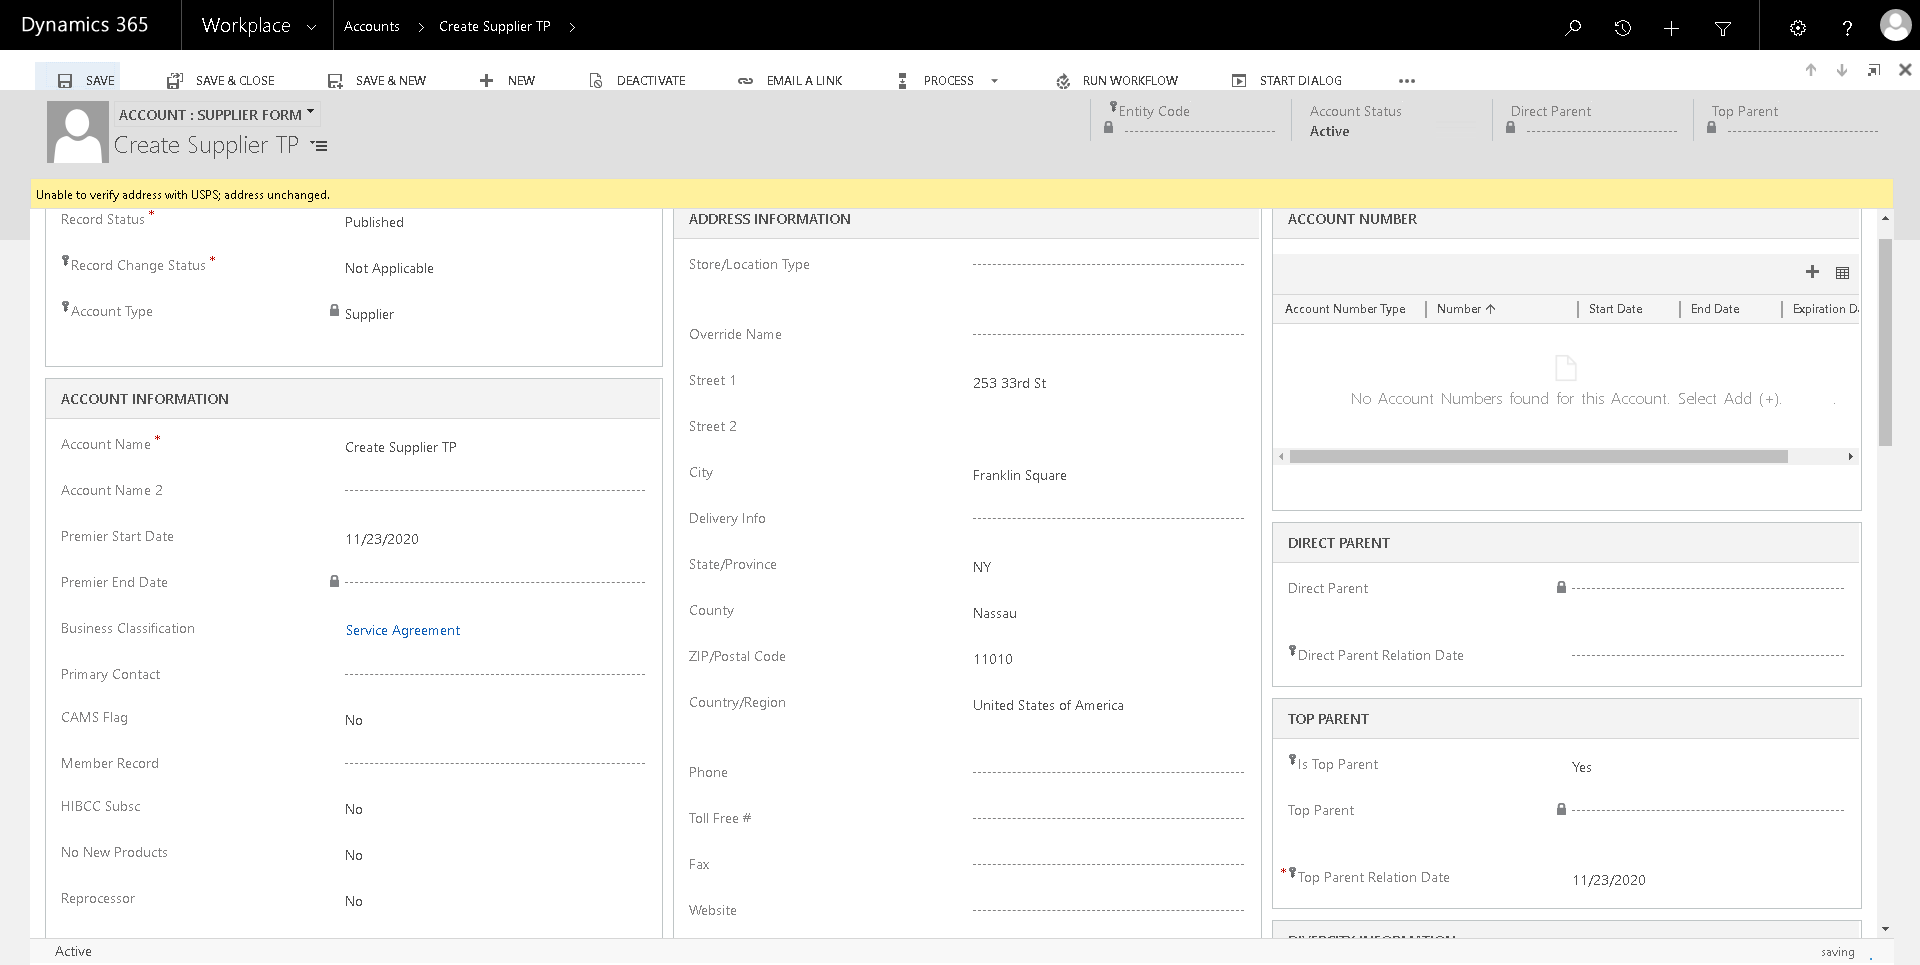 Dynamics 365
Workplace
Accounts
Create Supplier TP
SAVE
SAVE & CLOSE
SAVE & NEW
NEW
DEACTIVATE
EMAIL A LINK
PROCESS
RUN WORKFLOW
START DIALOG
ACCOUNT : SUPPLIER FORM
Create Supplier TP
Entity Code
Account Status
Active
Direct Parent
Top Parent
Unable to verify address with USPS; address unchanged.
Record Status * Published
Record Change Status * Not Applicable
Account Type Supplier
ACCOUNT INFORMATION
Account Name * Create Supplier TP
Account Name 2
Premier Start Date 11/23/2020
Premier End Date
Business Classification Service Agreement
Primary Contact
CAMS Flag No
Member Record
HIBCC Subsc No
No New Products No
Reprocessor No
ADDRESS INFORMATION
Store/Location Type
Override Name
Street 1 253 33rd St
Street 2
City Franklin Square
Delivery Info
State/Province NY
County Nassau
ZIP/Postal Code 11010
Country/Region United States of America
Phone
Toll Free #
Fax
Website
ACCOUNT NUMBER
Account Number Type Number Start Date End Date Expiration D
No Account Numbers found for this Account. Select Add (+). .
DIRECT PARENT
Direct Parent
Direct Parent Relation Date
TOP PARENT
Is Top Parent Yes
Top Parent
* Top Parent Relation Date 11/23/2020
DIVERSITY INFORMATION
Active
saving